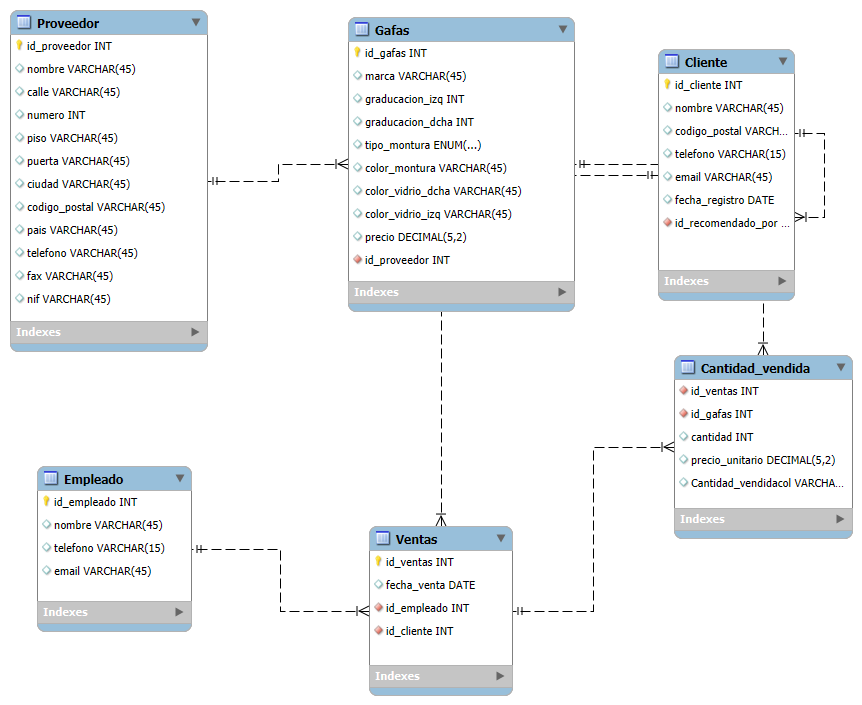 Proveedor
id_proveedor INT
nombre VARCHAR(45)
calle VARCHAR(45)
numero INT
piso VARCHAR(45)
puerta VARCHAR(45)
ciudad VARCHAR(45)
codigo_postal VARCHAR(45)
pais VARCHAR(45)
telefono VARCHAR(45)
fax VARCHAR(45)
nif VARCHAR(45)
Indexes
Gafas
id_gafas INT
marca VARCHAR(45)
graducacion_izq INT
graducacion_dcha INT
tipo_montura ENUM(...)
color_montura VARCHAR(45)
color_vidrio_dcha VARCHAR(45)
color_vidrio_izq VARCHAR(45)
precio DECIMAL(5,2)
id_proveedor INT
Indexes
Cliente
id_cliente INT
nombre VARCHAR(45)
codigo_postal VARCH...
telefono VARCHAR(15)
email VARCHAR(45)
fecha_registro DATE
id_recomendado_por ...
Indexes
Cantidad_vendida
id_ventas INT
id_gafas INT
cantidad INT
precio_unitario DECIMAL(5,2)
Cantidad_vendidacol VARCHA...
Indexes
Empleado
id_empleado INT
nombre VARCHAR(45)
telefono VARCHAR(15)
email VARCHAR(45)
Indexes
Ventas
id_ventas INT
fecha_venta DATE
id_empleado INT
id_cliente INT
Indexes